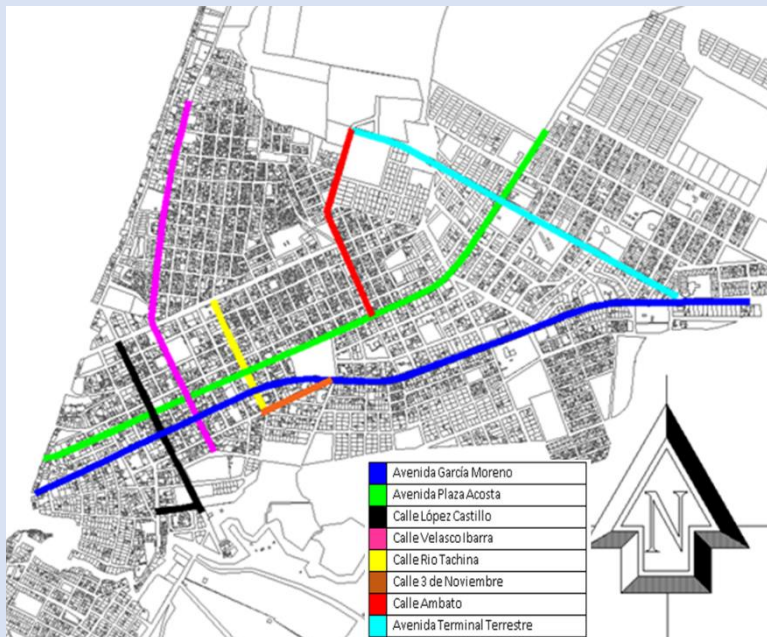 Avenida García Moreno
Avenida Plaza Acosta
Calle López Castillo
Calle Velasco Ibarra
Calle Rio Tachina
Calle 3 de Noviembre
Calle Ambato
Avenida Terminal Terrestre
N